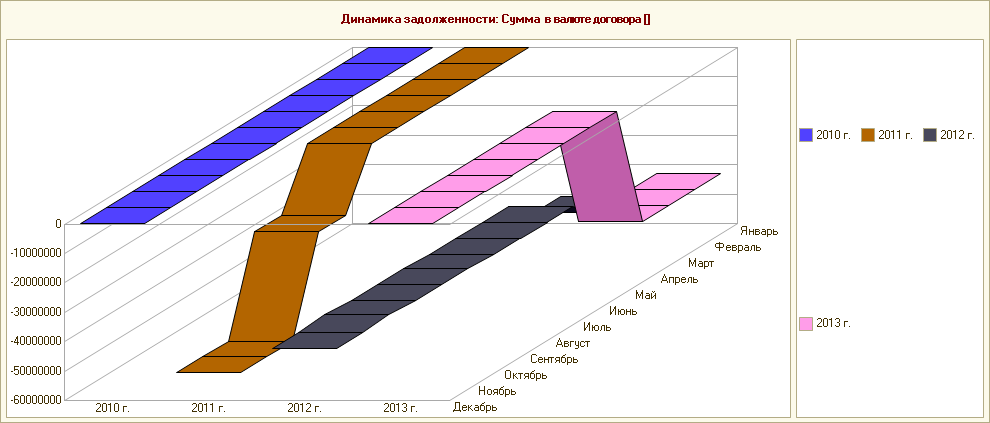 Динамика задолженности: Сумма в валюте договора []
2010 г. 2011 г. 2012 г.
2013 г.
0
-10000000
-20000000
-30000000
-40000000
-50000000
-60000000
Январь
Февраль
Март
Апрель
Май
Июнь
Июль
Август
Сентябрь
Октябрь
Ноябрь
Декабрь
2010 г. 2011 г. 2012 г. 2013 г.